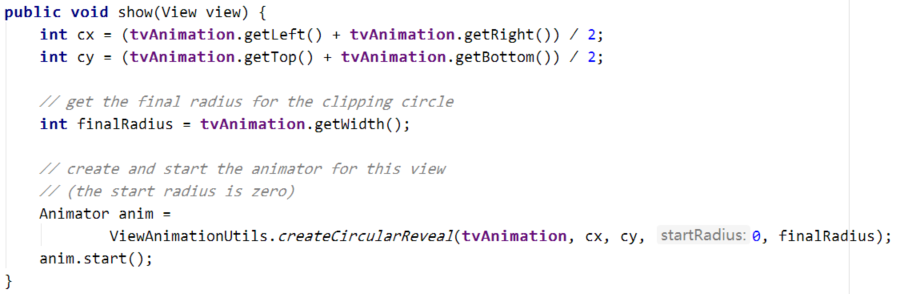 public void show(View view) {
    int cx = (tvAnimation.getLeft() + tvAnimation.getRight()) / 2;
    int cy = (tvAnimation.getTop() + tvAnimation.getBottom()) / 2;
    // get the final radius for the clipping circle
    int finalRadius = tvAnimation.getWidth();
    // create and start the animator for this view
    // (the start radius is zero)
    Animator anim =
            ViewAnimationUtils.createCircularReveal(tvAnimation, cx, cy, startRadius: 0, finalRadius);
    anim.start();
}